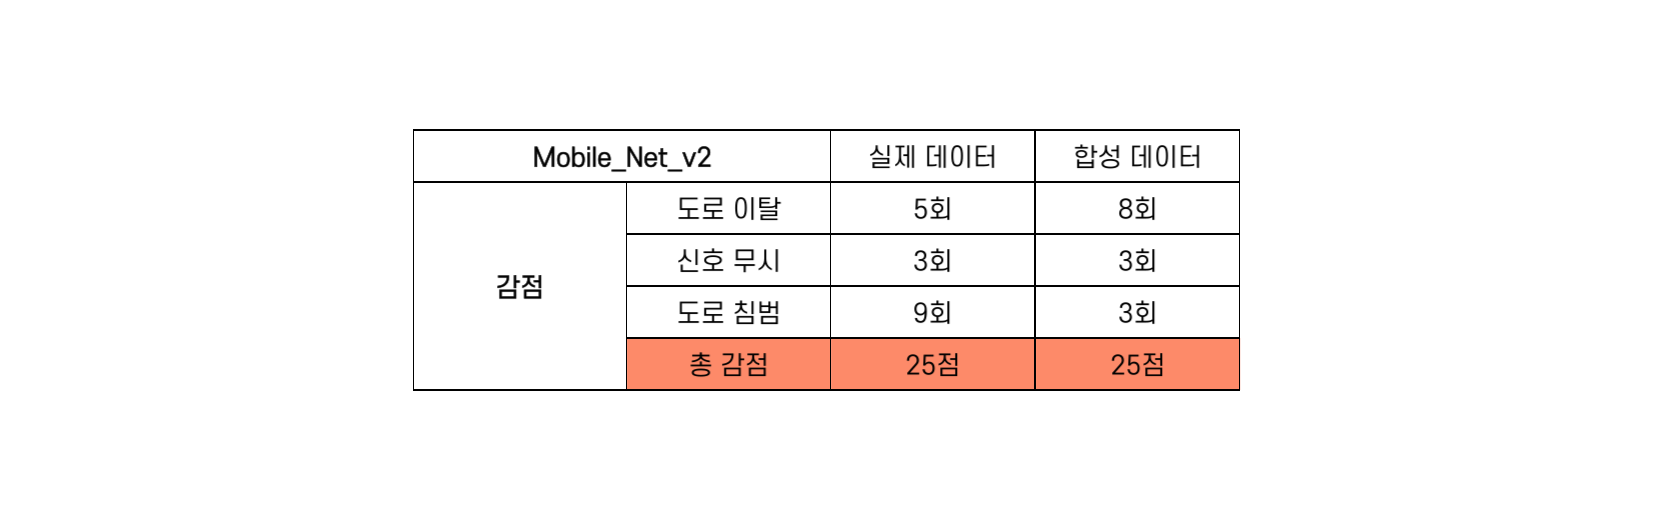 Mobile_Net_v2 실제 데이터 합성 데이터
감점
도로 이탈 5회 8회
신호 무시 3회 3회
도로 침범 9회 3회
총 감점 25점 25점